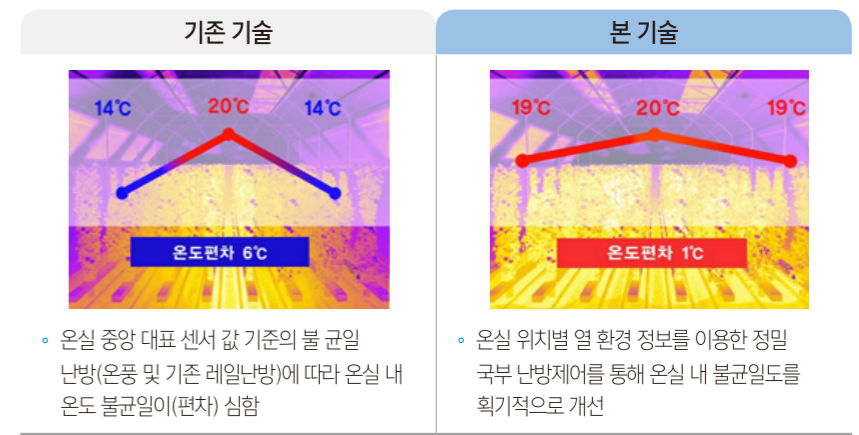 기존 기술
본 기술
14℃ 20℃ 14℃
온도편차 6℃
19℃ 20℃ 19℃
온도편차 1℃
온실 중앙 대표 센서 값 기준의 불 균일
난방(온풍 및 기존 레일난방)에 따라 온실 내
온도 불균일이(편차) 심함
온실 위치별 열 환경 정보를 이용한 정밀
국부 난방제어를 통해 온실 내 불균일도를
획기적으로 개선